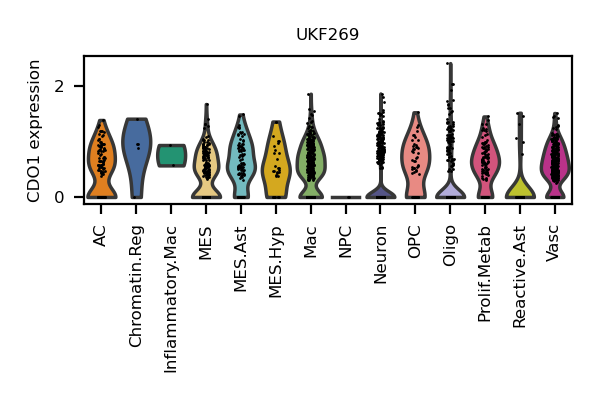 UKF269
CDO1 expression
2
0
AC
Chromatin.Reg
Inflammatory.Mac
MES
MES.Ast
MES.Hyp
Mac
NPC
Neuron
OPC
Oligo
Prolif.Metab
Reactive.Ast
Vasc